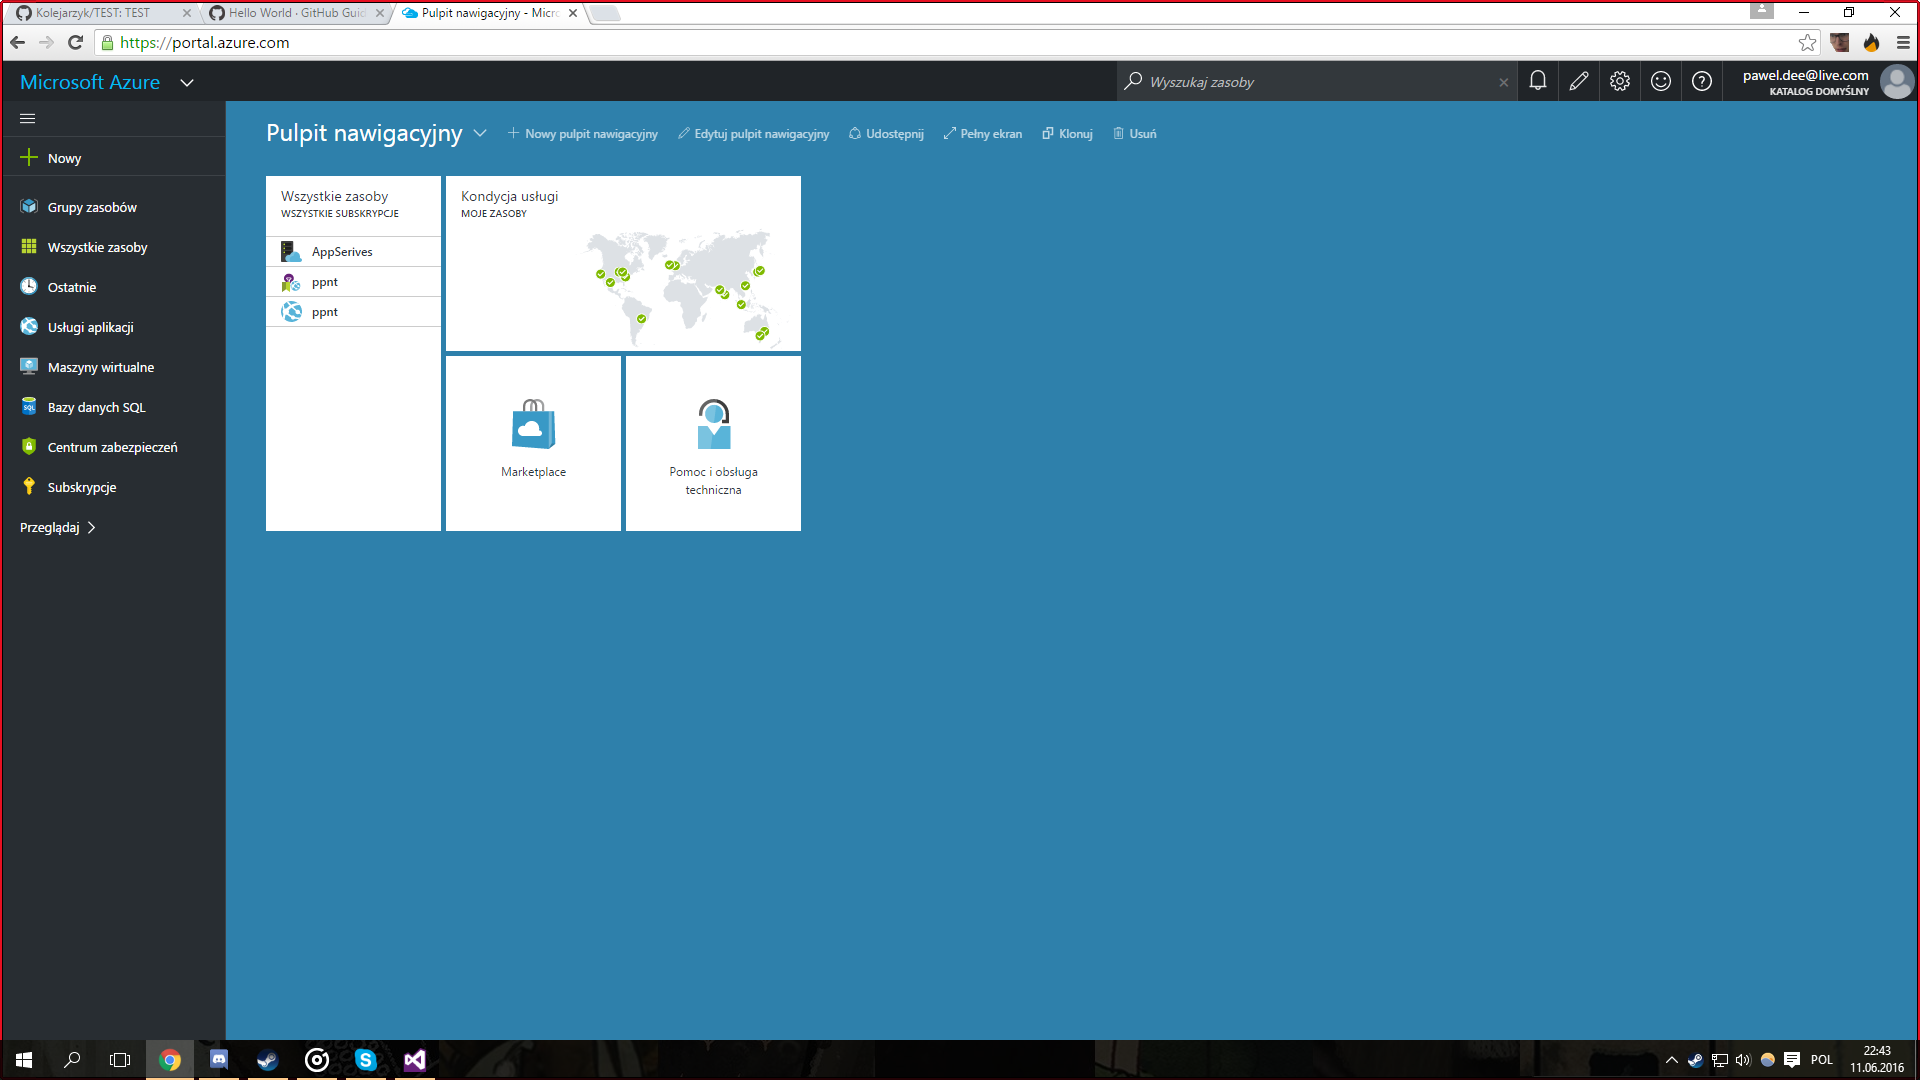 Kolejarzyk/TEST: TEST
Hello World · GitHub Guid
Pulpit nawigacyjny - Micro
https://portal.azure.com
Microsoft Azure
Wyszukaj zasoby
pawel.dee@live.com
KATALOG DOMYŚLNY
Pulpit nawigacyjny
Nowy pulpit nawigacyjny
Edytuj pulpit nawigacyjny
Udostępnij
Pełny ekran
Klonuj
Usuń
Nowy
Grupy zasobów
Wszystkie zasoby
Ostatnie
Usługi aplikacji
Maszyny wirtualne
Bazy danych SQL
Centrum zabezpieczeń
Subskrypcje
Przeglądaj
Wszystkie zasoby
WSZYSTKIE SUBSKRYPCJE
AppSerives
ppnt
ppnt
Kondycja usługi
MOJE ZASOBY
Marketplace
Pomoc i obsługa
techniczna
POL
22:43
11.06.2016